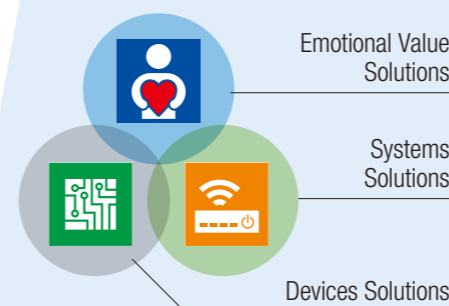 Emotional Value
Solutions
Systems
Solutions
Devices Solutions